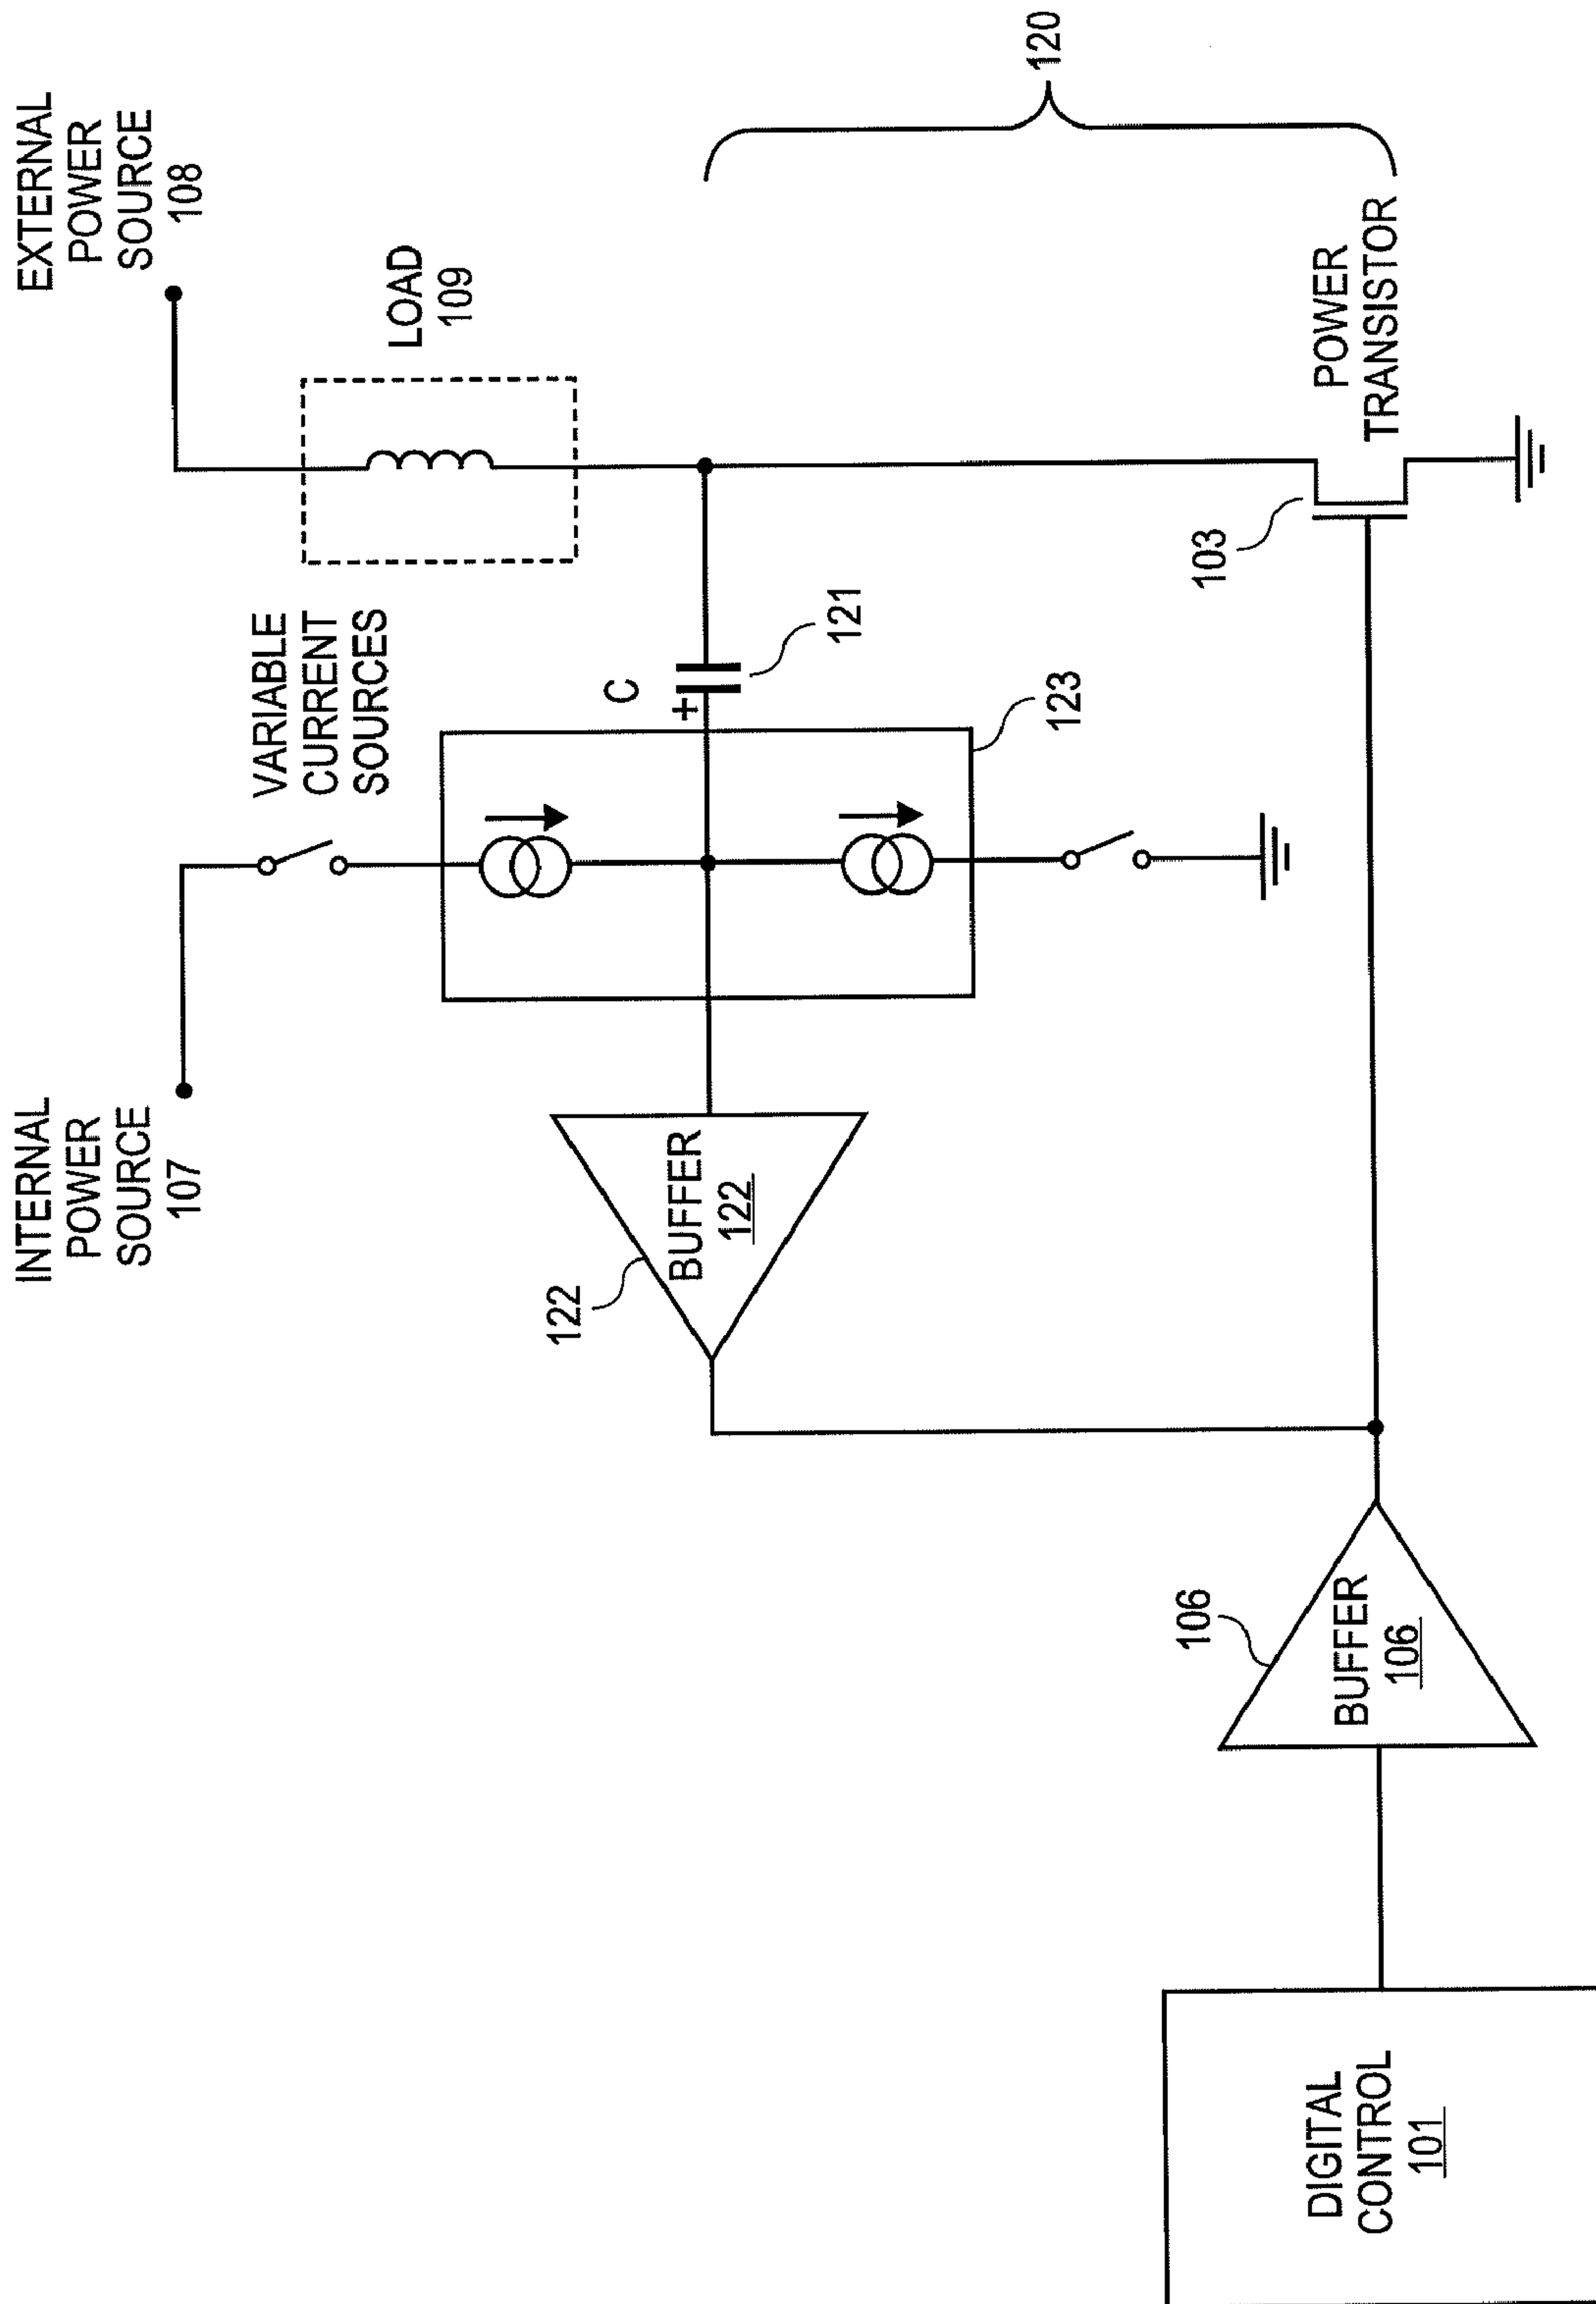 EXTERNAL
POWER
SOURCE
108
INTERNAL
POWER
SOURCE
107
VARIABLE
CURRENT
SOURCES
LOAD
109
C
+
121
123
122
BUFFER
122
120
103
POWER
TRANSISTOR
106
BUFFER
106
DIGITAL
CONTROL
101